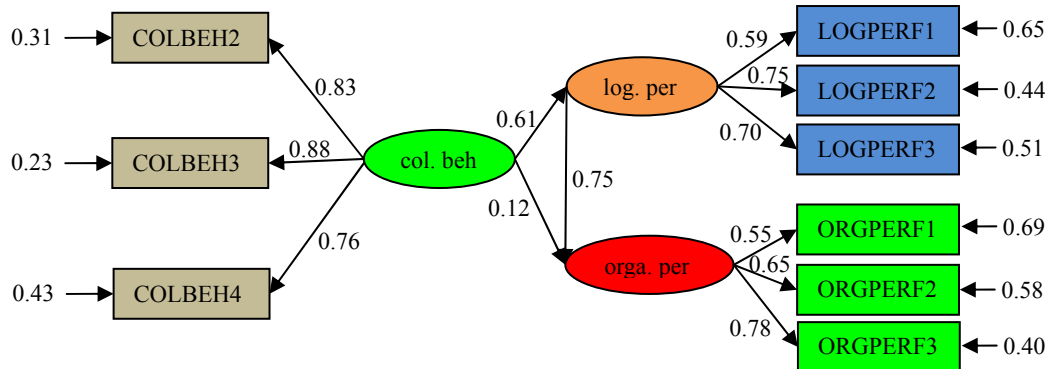 0.31
COLBEH2
0.83
0.23
COLBEH3
0.88
0.43
COLBEH4
0.76
col. beh
0.61
0.12
log. per
0.75
orga. per
0.59
LOGPERF1
0.65
0.75
LOGPERF2
0.44
0.70
LOGPERF3
0.51
0.55
ORGPERF1
0.69
0.65
ORGPERF2
0.58
0.78
ORGPERF3
0.40